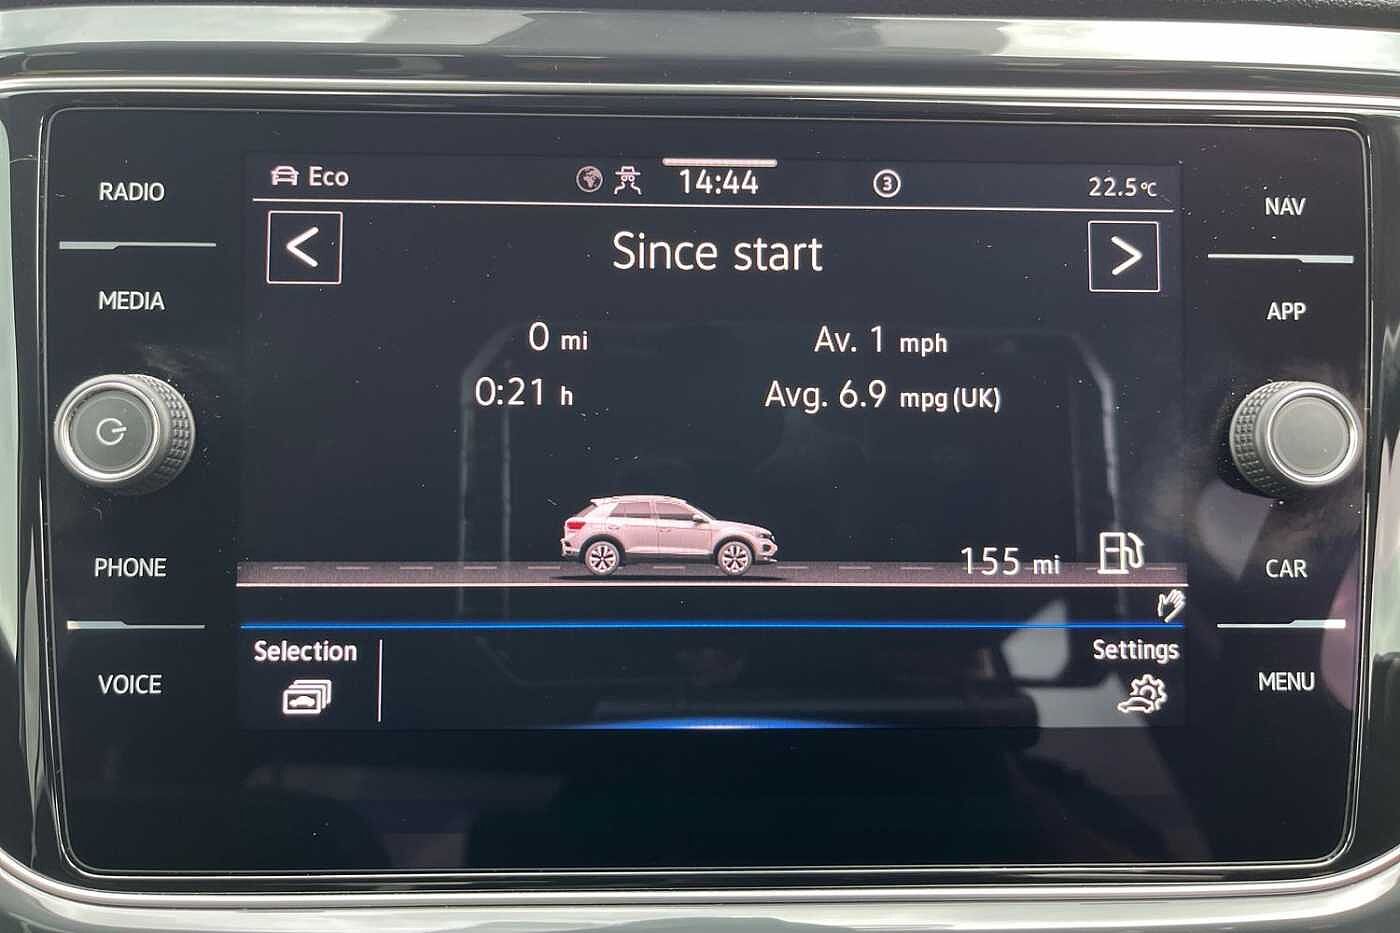 RADIO
MEDIA
PHONE
VOICE
Eco
14:44
3
22.5°C
<
Since start
>
0 mi
Av. 1 mph
0:21 h
Avg. 6.9 mpg (UK)
155 mi
Selection
Settings
NAV
APP
CAR
MENU